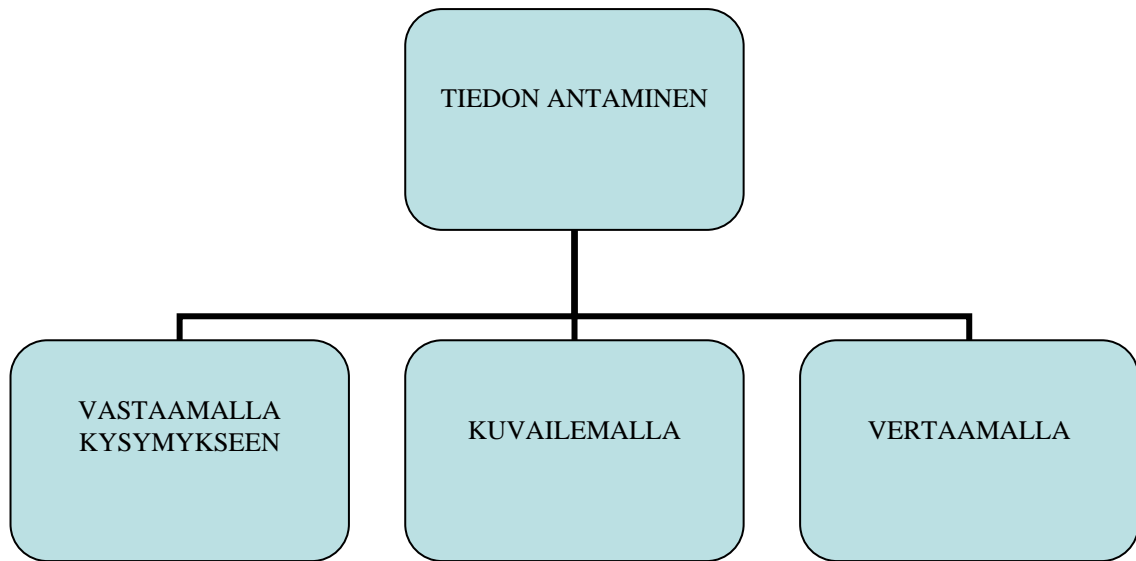 TIEDON ANTAMINEN
VASTAAMALLA
KYSYMYKSEEN
KUVAILEMALLA
VERTAAMALLA